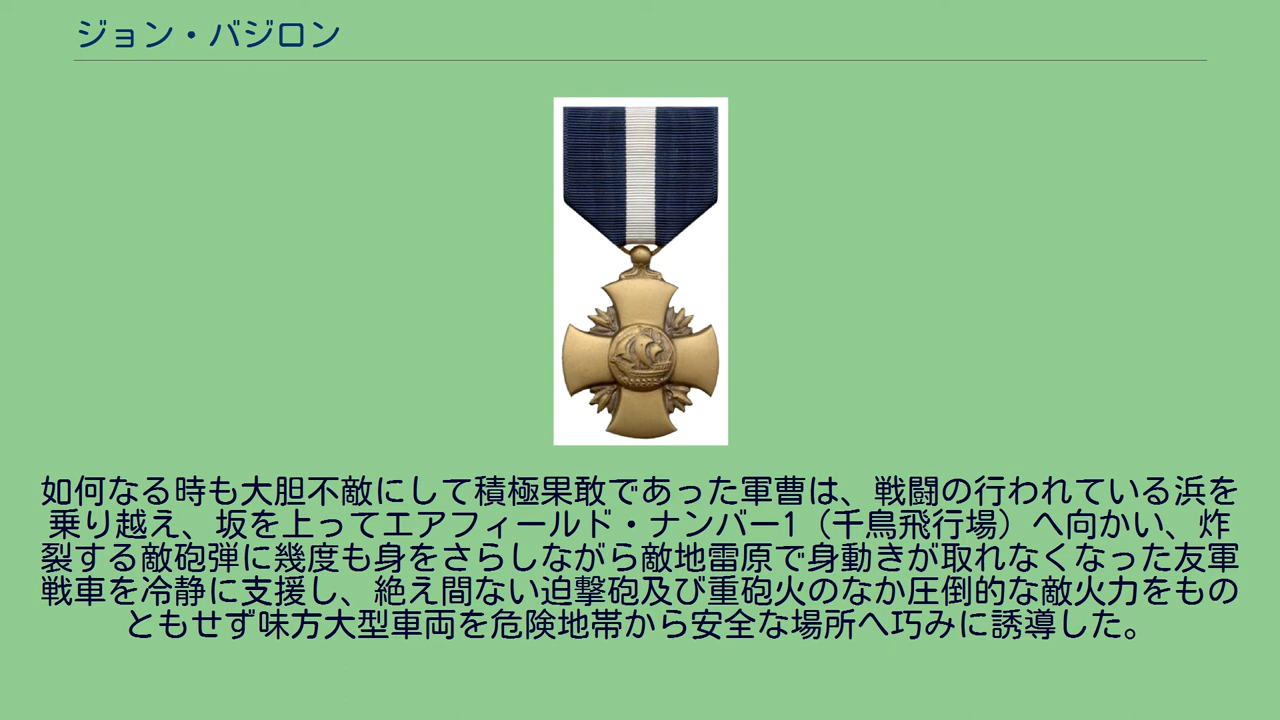 ジョン・バジロン
如何なる時も大胆不敵にして積極果敢であった軍曹は、戦闘の行われている浜を
乗り越え、坂を上ってエアフィールド・ナンバー1（千鳥飛行場）へ向かい、炸
裂する敵砲弾に幾度も身をさらしながら敵地雷原で身動きが取れなくなった友軍
戦車を冷静に支援し、絶え間ない迫撃砲及び重砲火のなか圧倒的な敵火力をもの
ともせず味方大型車両を危険地帯から安全な場所へ巧みに誘導した。